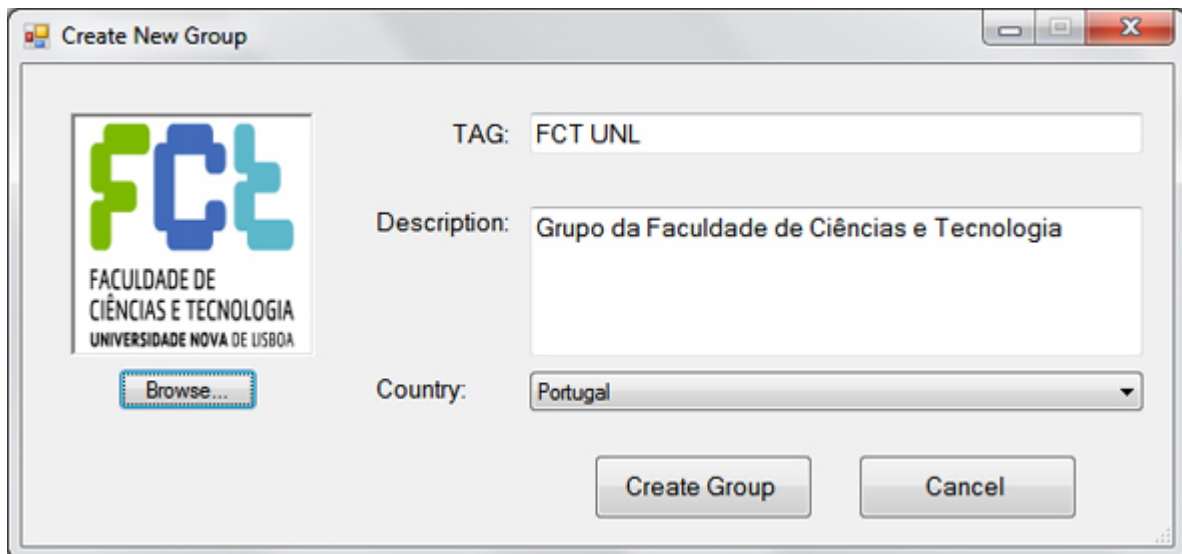 Create New Group
FCt
FACULDADE DE
CIÊNCIAS E TECNOLOGIA
UNIVERSIDADE NOVA DE LISBOA
Browse...
TAG: FCT UNL
Description: Grupo da Faculdade de Ciências e Tecnologia
Country: Portugal
Create Group
Cancel